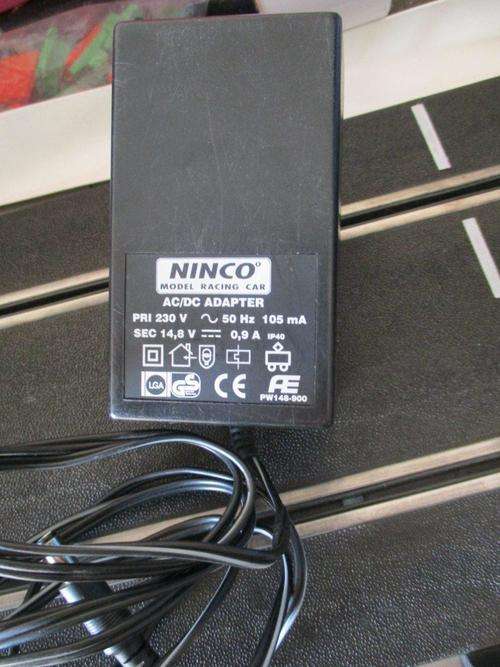 NINCO
MODEL RACING CAR
AC/DC ADAPTER
PRI 230 V ~ 50 Hz 105 mA
SEC 14,8 V ⎓ 0,9 A IP40
LGA GS CE Æ
PW148-900